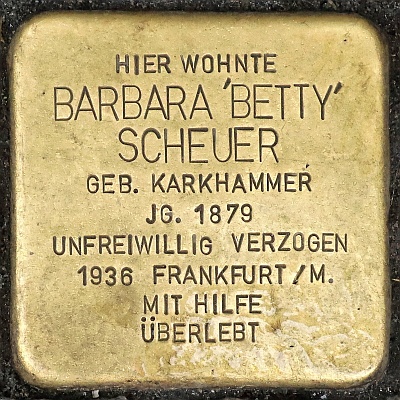 HIER WOHNTE
BARBARA 'BETTY'
SCHEUER
GEB. KARKHAMMER
JG. 1879
UNFREIWILLIG VERZOGEN
1936 FRANKFURT/M.
MIT HILFE
ÜBERLEBT